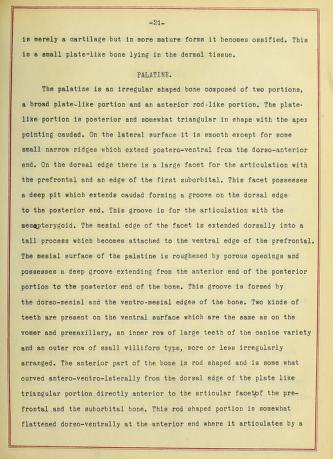 -21-
is merely a cartilage but in more mature forms it becomes ossified. This
is a small plate-like bone lying in the dermal tissue.
PALATINE.
The palatine is an irregular shaped bone composed of two portions,
a broad plate-like portion and an anterior rod-like portion. The plate-
like portion is posterior and somewhat triangular in shape with the apex
pointing caudad. On the lateral surface it is smooth except for some
small narrow ridges which extend postero-ventral from the dorso-anterior
end. On the dorsal edge there is a large facet for the articulation with
the prefrontal and an edge of the first suborbital. This facet possesses
a deep pit which extends caudad forming a groove on the dorsal edge
to the posterior end. This groove is for the articulation with the
mesapterygoid. The mesial edge of the facet is extended dorsally into a
tall process which becomes attached to the ventral edge of the prefrontal.
The mesial surface of the palatine is roughened by porous openings and
possesses a deep groove extending from the anterior end of the posterior
portion to the posterior end of the bone. This groove is formed by
the dorso-mesial and the ventro-mesial edges of the bone. Two kinds of
teeth are present on the ventral surface which are the same as on the
vomer and premaxillary, an inner row of large teeth of the canine variety
and an outer row of small villiform type, more or less irregularly
arranged. The anterior part of the bone is rod shaped and is some what
curved antero-ventro-laterally from the dorsal edge of the plate like
triangular portion directly anterior to the articular facet of the pre-
frontal and the suborbital bone. This rod shaped portion is somewhat
flattened dorso-ventrally at the anterior end where it articulates by a